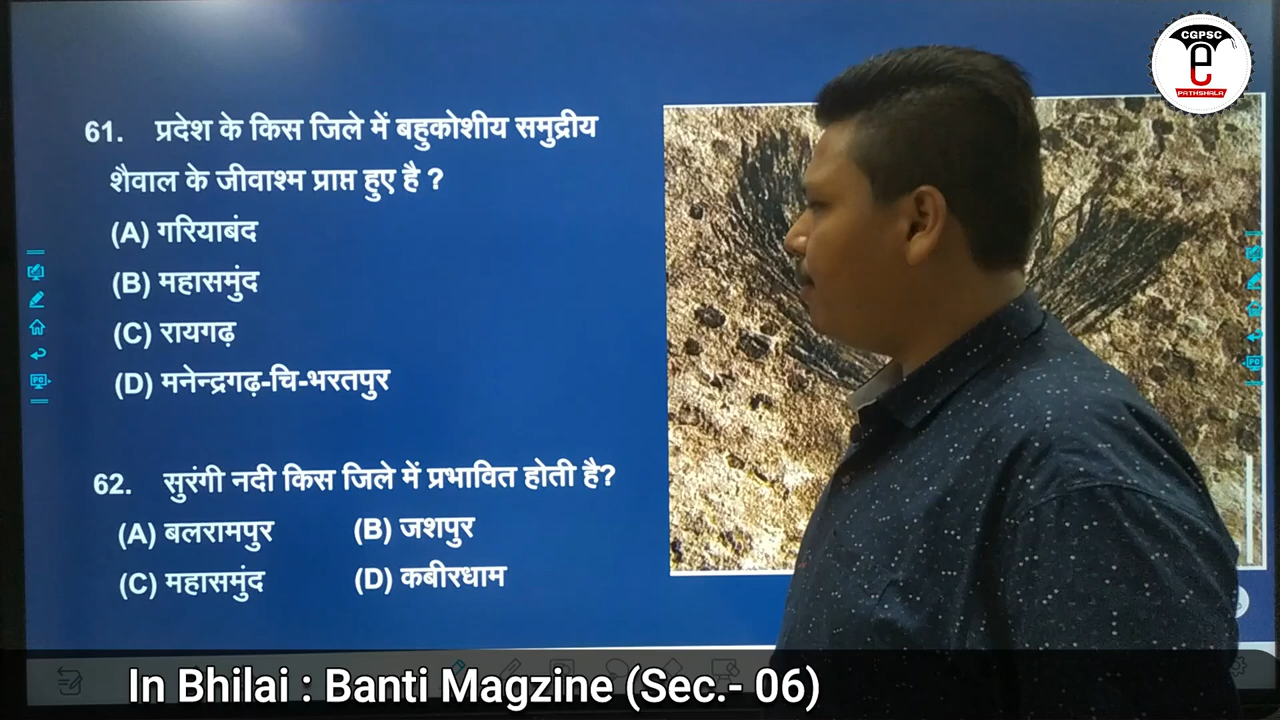 CGPSC
e
PATHSHALA
61. प्रदेश के किस जिले में बहुकोशीय समुद्रीय
शैवाल के जीवाश्म प्राप्त हुए है ?
(A) गरियाबंद
(B) महासमुंद
(C) रायगढ़
(D) मनेन्द्रगढ़-चि-भरतपुर
62. सुरंगी नदी किस जिले में प्रभावित होती है?
(A) बलरामपुर (B) जशपुर
(C) महासमुंद (D) कबीरधाम
In Bhilai : Banti Magzine (Sec.- 06)